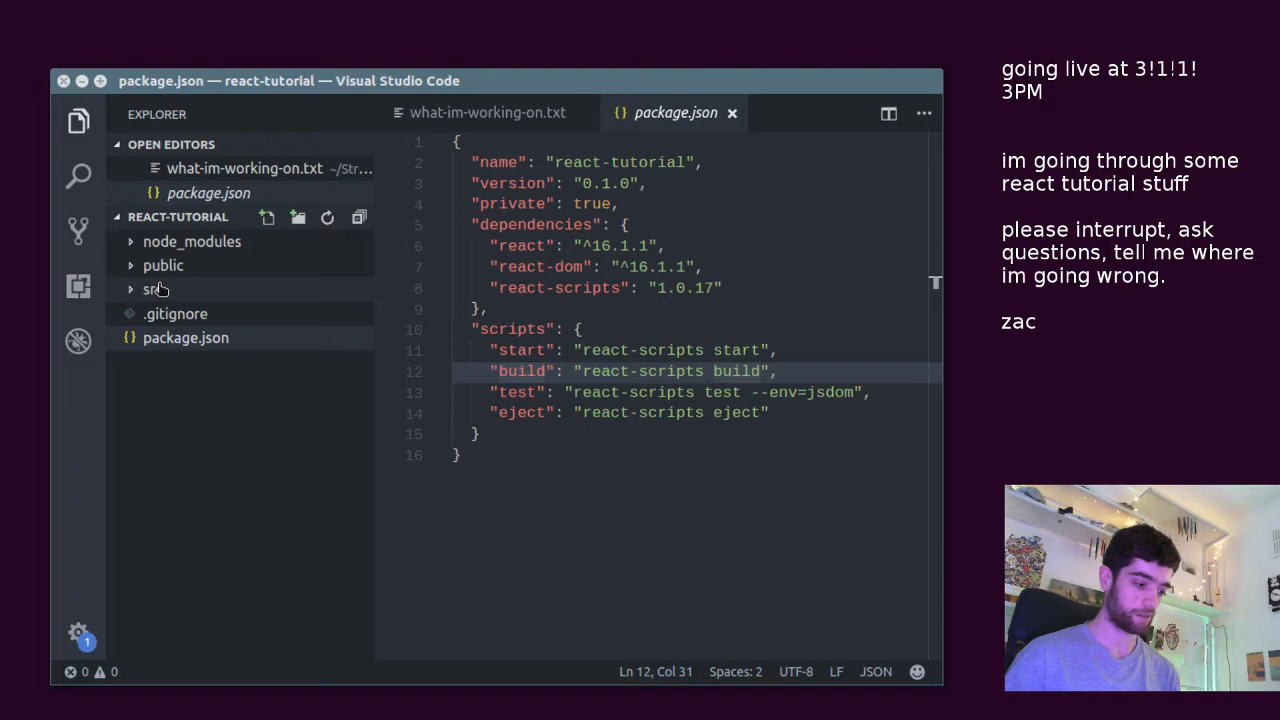 package.json — react-tutorial — Visual Studio Code
EXPLORER
OPEN EDITORS
what-im-working-on.txt ~/Str...
{} package.json
REACT-TUTORIAL
node_modules
public
.gitignore
{} package.json
1
what-im-working-on.txt
{} package.json ×
1 {
2 "name": "react-tutorial",
3 "version": "0.1.0",
4 "private": true,
5 "dependencies": {
6 "react": "^16.1.1",
7 "react-dom": "^16.1.1",
8 "react-scripts": "1.0.17"
9 },
10 "scripts": {
11 "start": "react-scripts start",
12 "build": "react-scripts build",
13 "test": "react-scripts test --env=jsdom",
14 "eject": "react-scripts eject"
15 }
16 }
0 0
Ln 12, Col 31 Spaces: 2 UTF-8 LF JSON
going live at 3!1!1!
3PM
im going through some
react tutorial stuff
please interrupt, ask
questions, tell me where
im going wrong.
zac